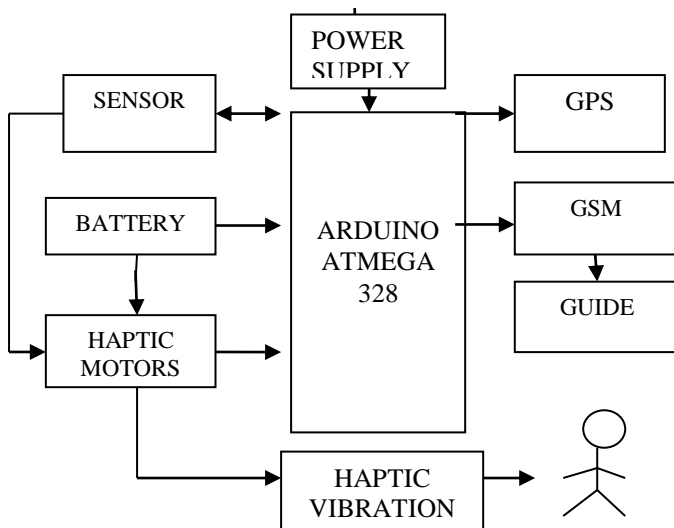 POWER
SUPPLY
SENSOR
GPS
BATTERY
ARDUINO
ATMEGA
328
GSM
GUIDE
HAPTIC
MOTORS
HAPTIC
VIBRATION